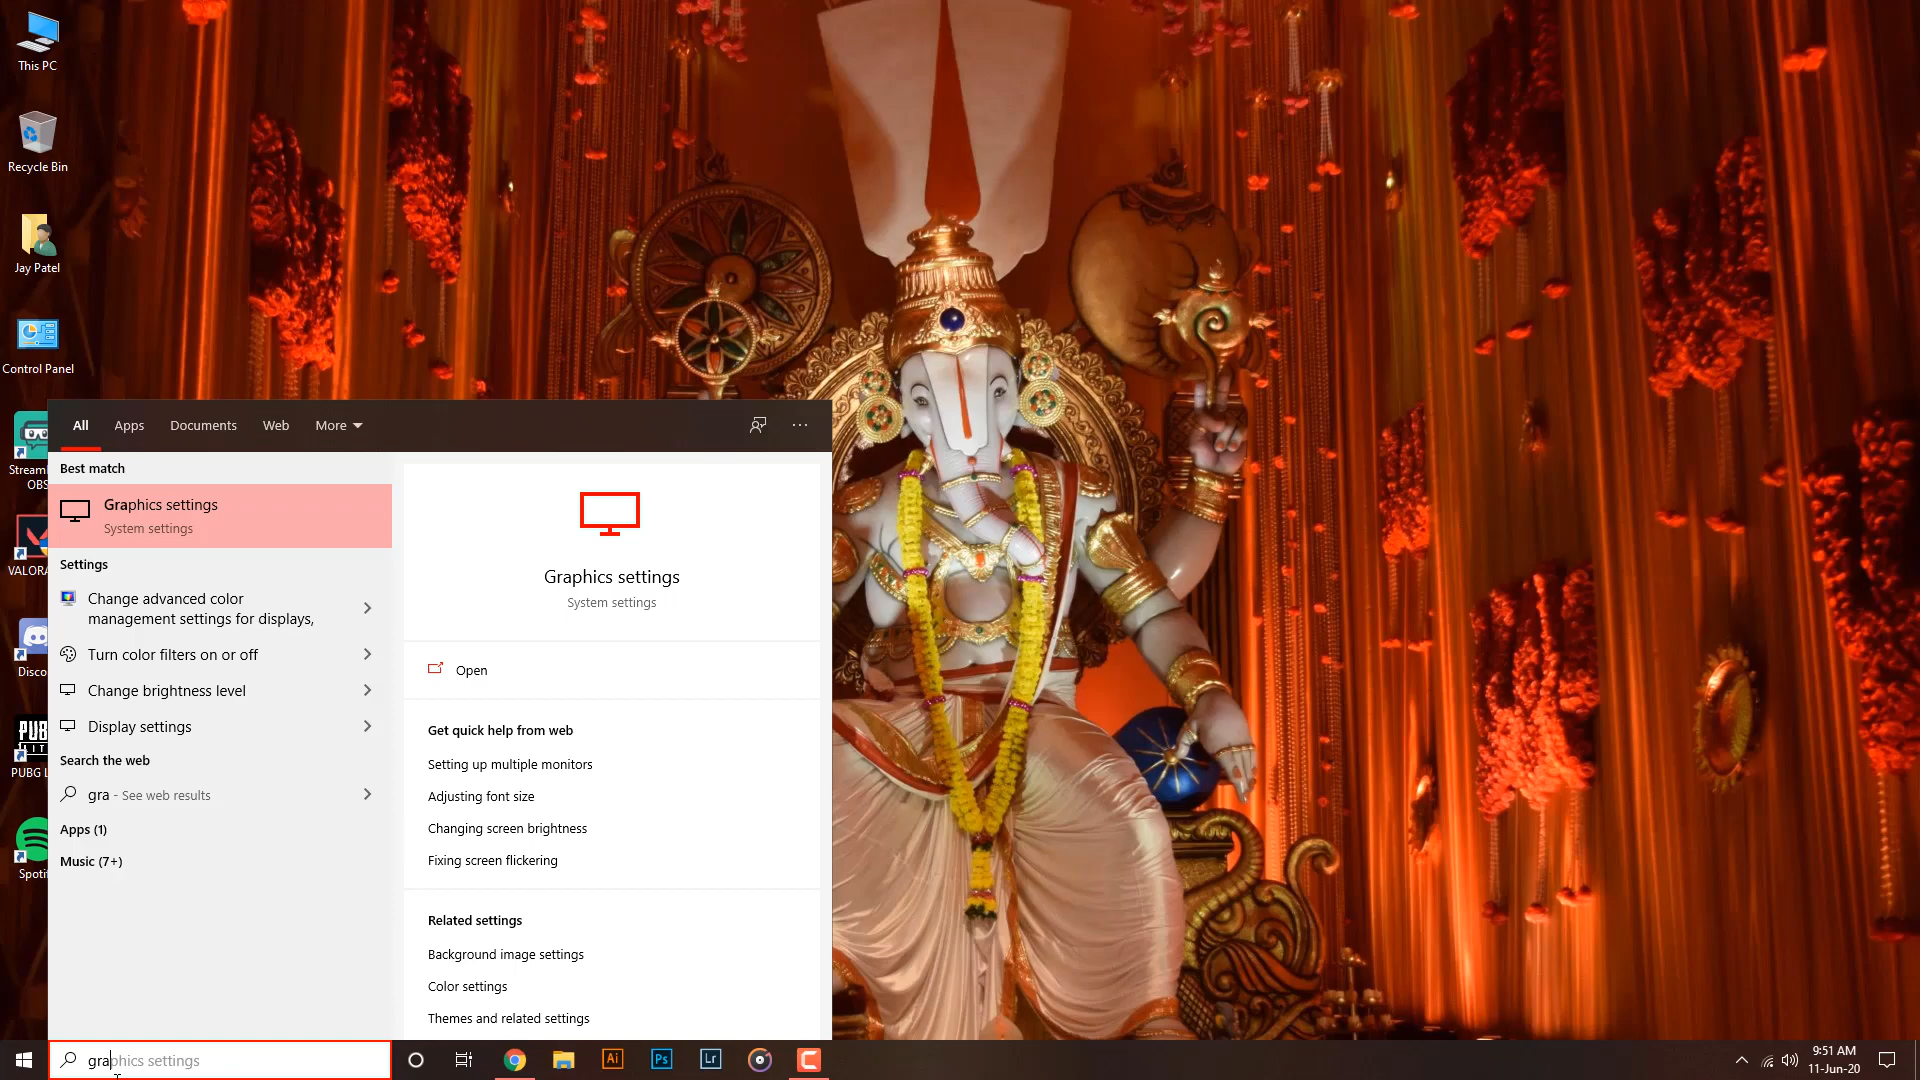 This PC
Recycle Bin
Jay Patel
Control Panel
OBS
PUBG L
All
Apps
Documents
Web
More
Best match
Graphics settings
System settings
Settings
Change advanced color
management settings for displays,
Turn color filters on or off
Change brightness level
Display settings
Search the web
gra - See web results
Apps (1)
Music (7+)
Graphics settings
System settings
Open
Get quick help from web
Setting up multiple monitors
Adjusting font size
Changing screen brightness
Fixing screen flickering
Related settings
Background image settings
Color settings
Themes and related settings
graphics settings
Ai
Ps
Lr
9:51 AM
11-Jun-20